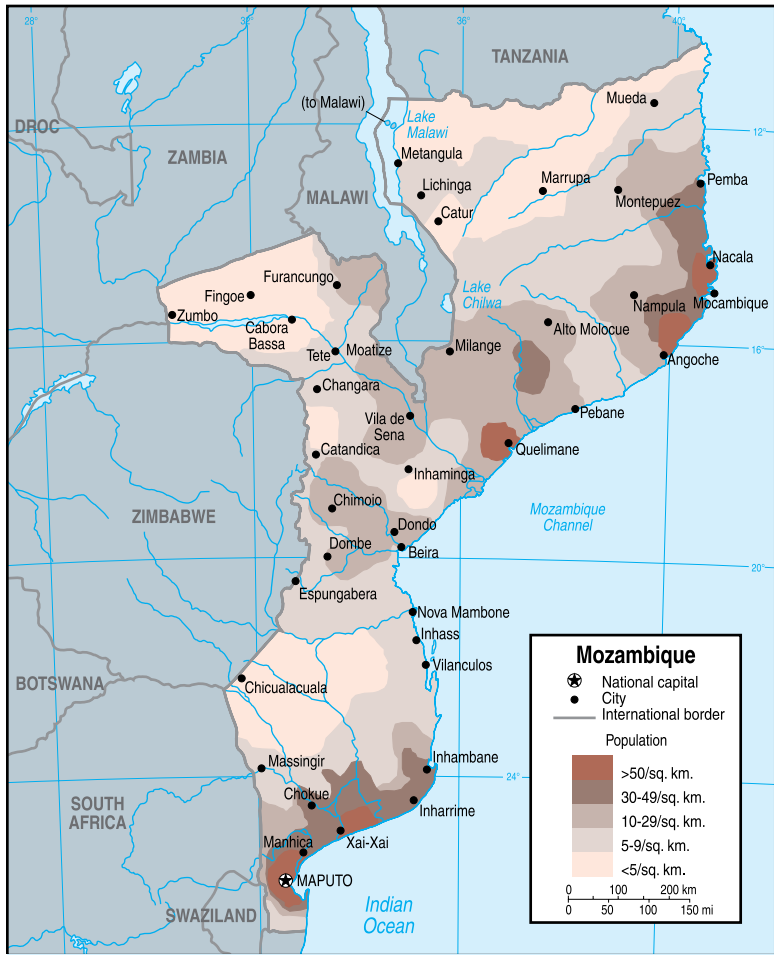 28°
32°
36°
40°
TANZANIA
(to Malawi)
Lake
Malawi
Mueda
DROC
12°
ZAMBIA
Metangula
MALAWI
Lichinga
Marrupa
Pemba
Montepuez
Catur
Nacala
Furancungo
Lake
Chilwa
Fingoe
Mocambique
Nampula
Zumbo
Cabora
Bassa
Alto Molocue
Tete
Moatize
Milange
16°
Angoche
Changara
Vila de
Sena
Pebane
Catandica
Quelimane
Inhaminga
Chimoio
Mozambique
Channel
ZIMBABWE
Dondo
Dombe
Beira
20°
Espungabera
Nova Mambone
Inhass
Vilanculos
BOTSWANA
Chicualacuala
Massingir
Inhambane
24°
Chokue
SOUTH
AFRICA
Inharrime
Manhica
Xai-Xai
MAPUTO
SWAZILAND
Indian
Ocean
Mozambique
National capital
City
International border
Population
>50/sq. km.
30-49/sq. km.
10-29/sq. km.
5-9/sq. km.
<5/sq. km.
0 100 200 km
0 50 100 150 mi